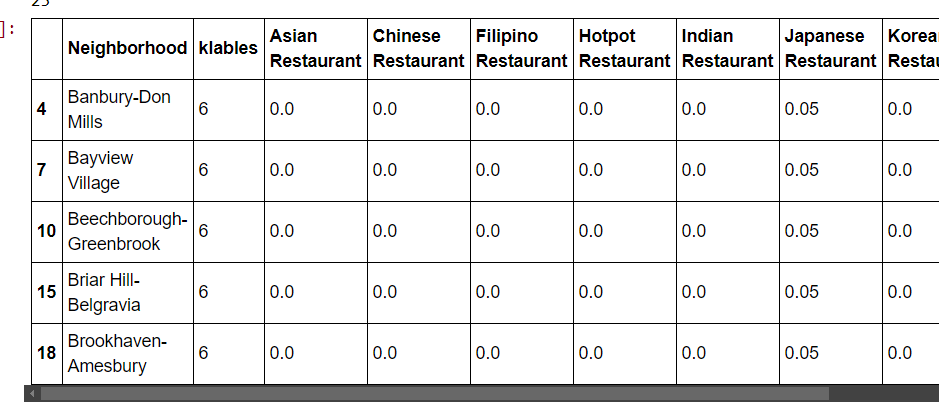 25
]:
Neighborhood klables Asian Restaurant Chinese Restaurant Filipino Restaurant Hotpot Restaurant Indian Restaurant Japanese Restaurant Korea Resta
4 Banbury-Don Mills 6 0.0 0.0 0.0 0.0 0.0 0.05 0.0
7 Bayview Village 6 0.0 0.0 0.0 0.0 0.0 0.05 0.0
10 Beechborough-Greenbrook 6 0.0 0.0 0.0 0.0 0.0 0.05 0.0
15 Briar Hill-Belgravia 6 0.0 0.0 0.0 0.0 0.0 0.05 0.0
18 Brookhaven-Amesbury 6 0.0 0.0 0.0 0.0 0.0 0.05 0.0